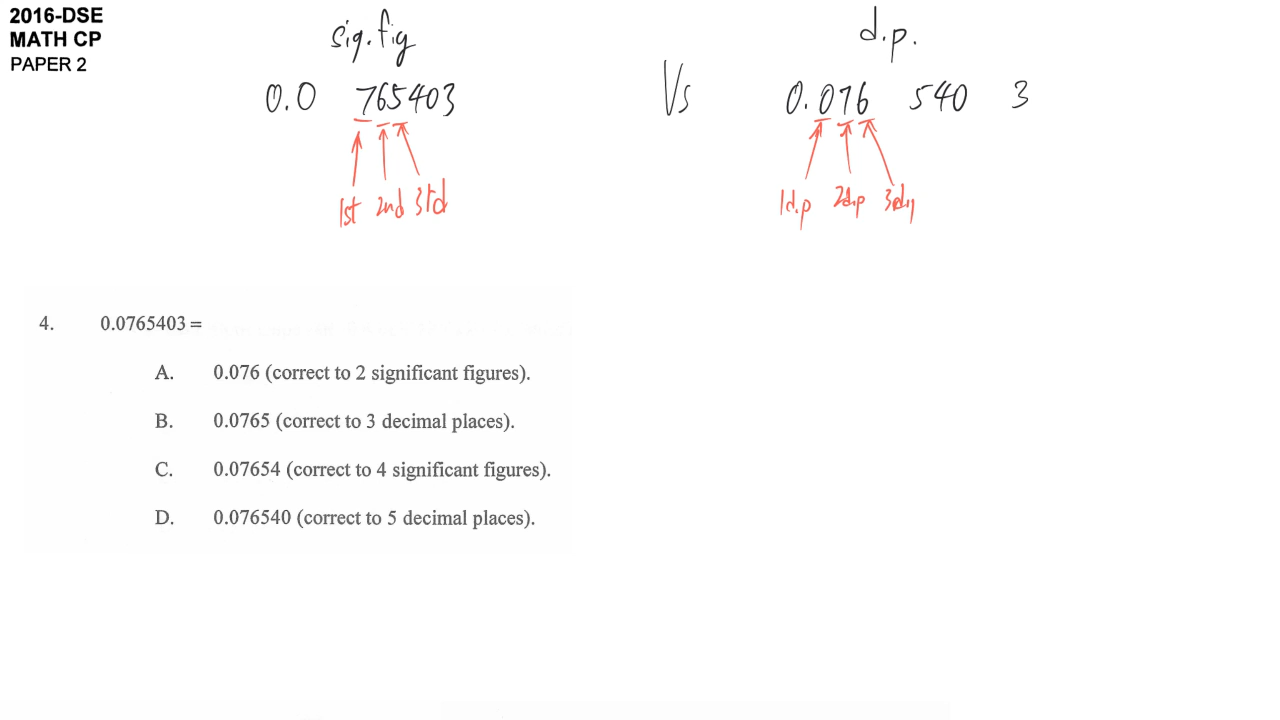 2016-DSE
MATH CP
PAPER 2
sig.fig
d.p.
0.0 765403
Vs
0.076 540 3
1st 2nd 3rd
1d.p 2d.p
4. 0.0765403 =
A. 0.076 (correct to 2 significant figures).
B. 0.0765 (correct to 3 decimal places).
C. 0.07654 (correct to 4 significant figures).
D. 0.076540 (correct to 5 decimal places).